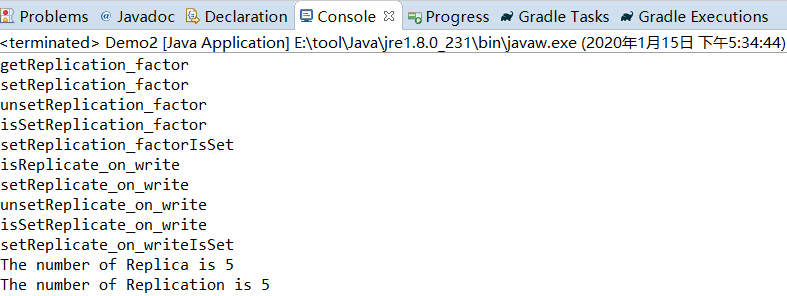 Problems @ Javadoc Declaration Console Progress Gradle Tasks Gradle Executions
<terminated> Demo2 [Java Application] E:\tool\Java\jre1.8.0_231\bin\javaw.exe (2020年1月15日 下午5:34:44)
getReplication_factor
setReplication_factor
unsetReplication_factor
isSetReplication_factor
setReplication_factorIsSet
isReplicate_on_write
setReplicate_on_write
unsetReplicate_on_write
isSetReplicate_on_write
setReplicate_on_writeIsSet
The number of Replica is 5
The number of Replication is 5